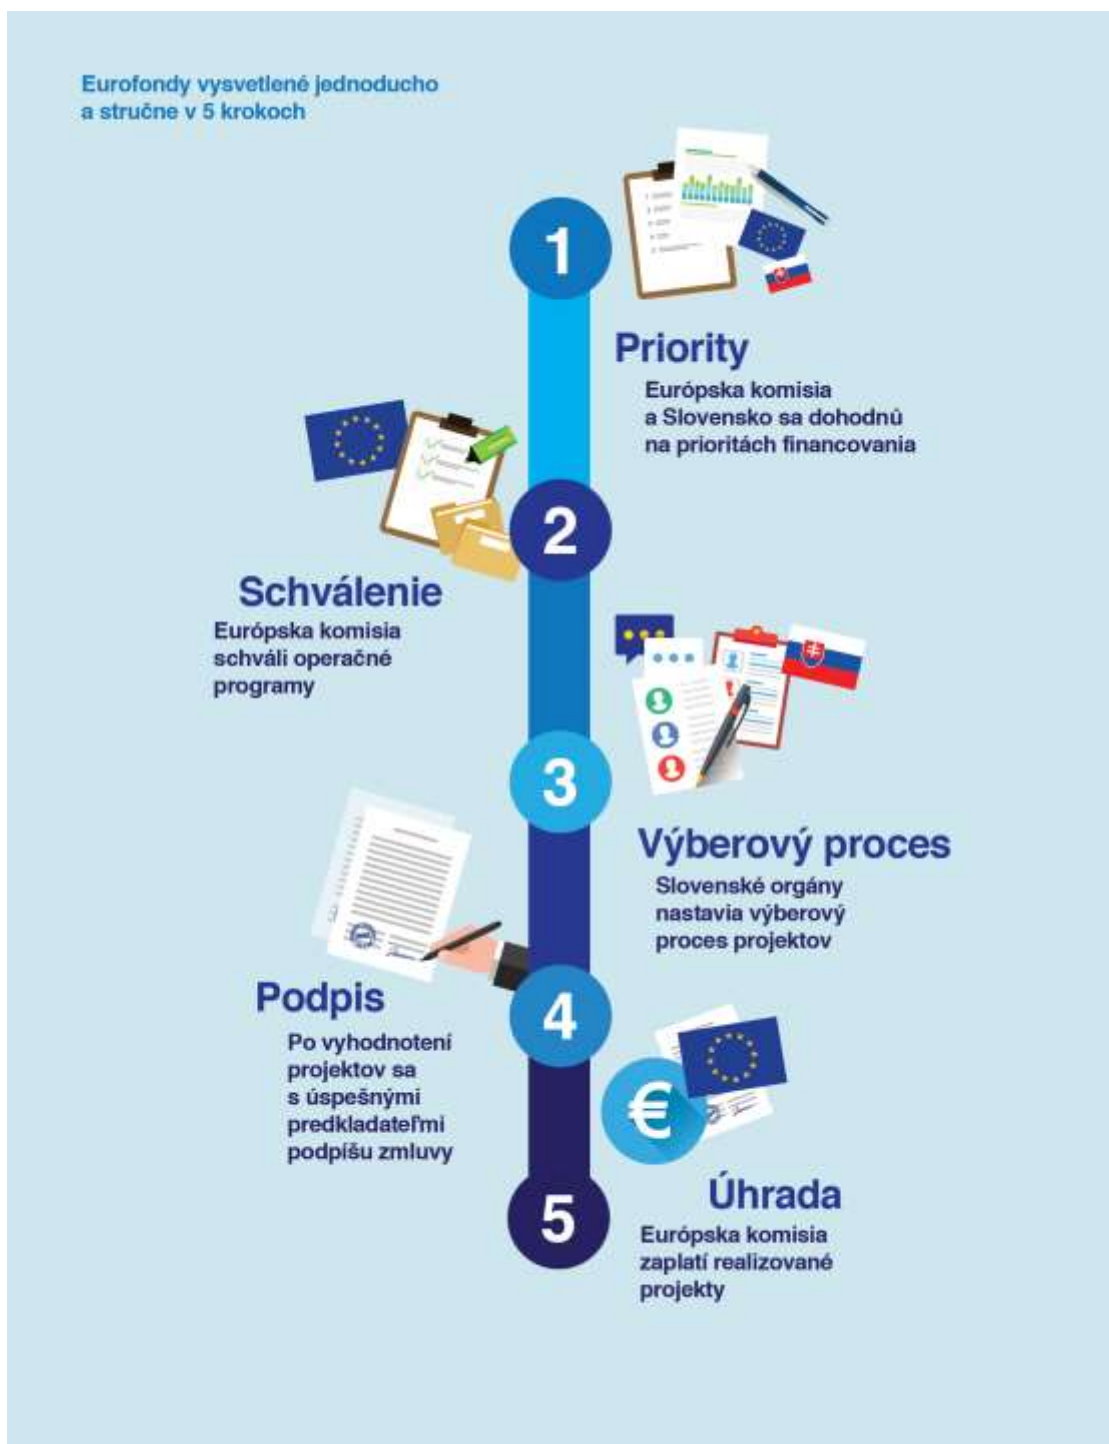 Eurofondy vysvetlené jednoducho
a stručne v 5 krokoch
1
Priority
Európska komisia
a Slovensko sa dohodnú
na prioritách financovania
2
Schválenie
Európska komisia
schváli operačné
programy
3
Výberový proces
Slovenské orgány
nastavia výberový
proces projektov
4
Podpis
Po vyhodnotení
projektov sa
s úspešnými
predkladateľmi
podpíšu zmluvy
€
5
Úhrada
Európska komisia
zaplatí realizované
projekty